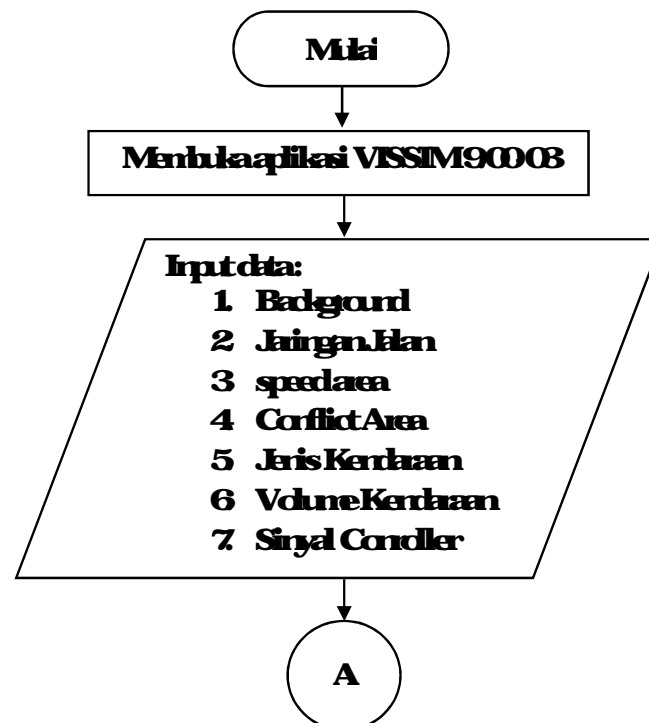 Mulai
Membuka aplikasi VISSIM 9.00-03
Input data:
1. Background
2. Jaringan Jalan
3. speed area
4. Conflict Area
5. Jenis Kendaraan
6. Volume Kendaraan
7. Sinyal Conroller
A